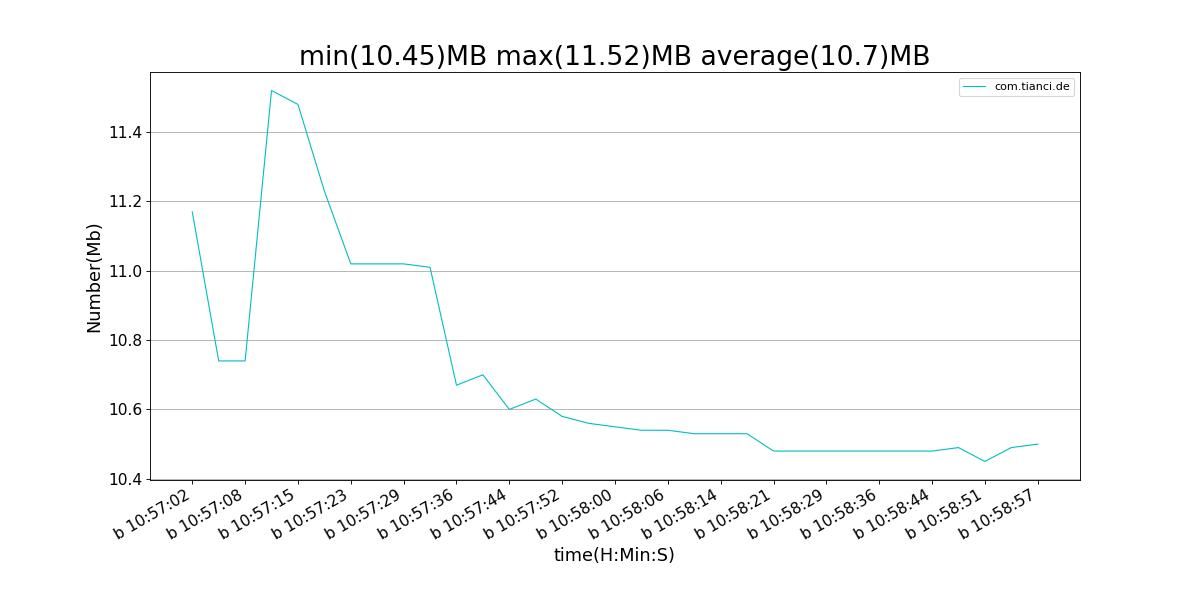 min(10.45)MB max(11.52)MB average(10.7)MB
com.tianci.de
11.4
11.2
11.0
10.8
10.6
10.4
Number(Mb)
b 10:57:02
b 10:57:08
b 10:57:15
b 10:57:23
b 10:57:29
b 10:57:36
b 10:57:44
b 10:57:52
b 10:58:00
b 10:58:06
b 10:58:14
b 10:58:21
b 10:58:29
b 10:58:36
b 10:58:44
b 10:58:51
b 10:58:57
time(H:Min:S)